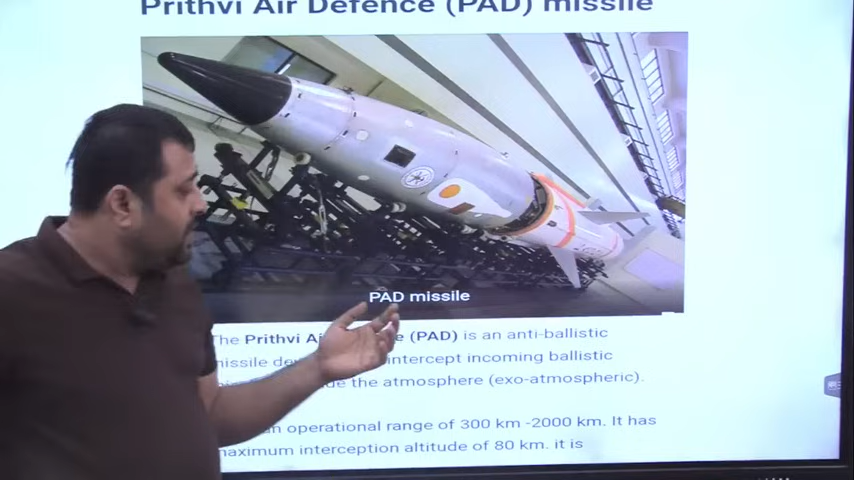 Prithvi Air Defence (PAD) missile
PAD missile
The Prithvi Ai e (PAD) is an anti-ballistic
missile de intercept incoming ballistic
de the atmosphere (exo-atmospheric).
an operational range of 300 km -2000 km. It has
maximum interception altitude of 80 km. it is